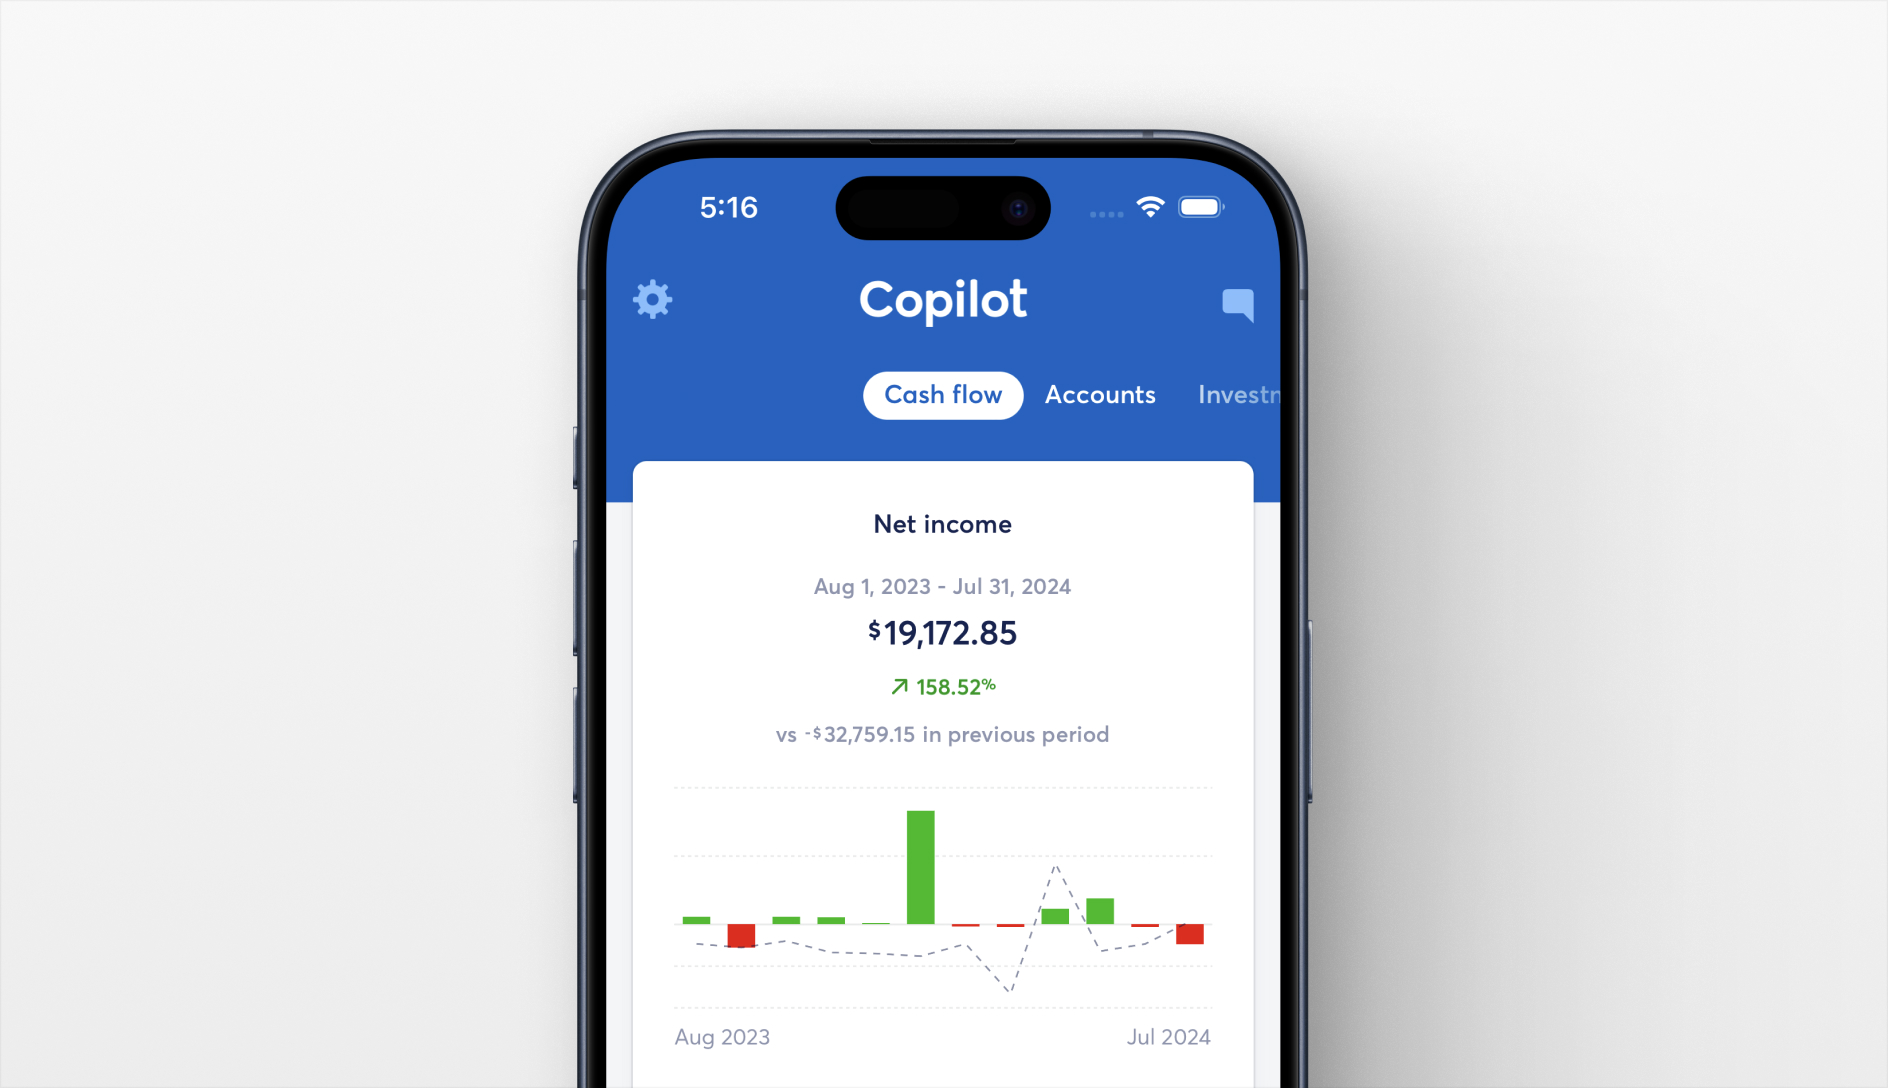 5:16
Copilot
Cash flow Accounts Investn
Net income
Aug 1, 2023 - Jul 31, 2024
$19,172.85
158.52%
vs -$32,759.15 in previous period
Aug 2023 Jul 2024